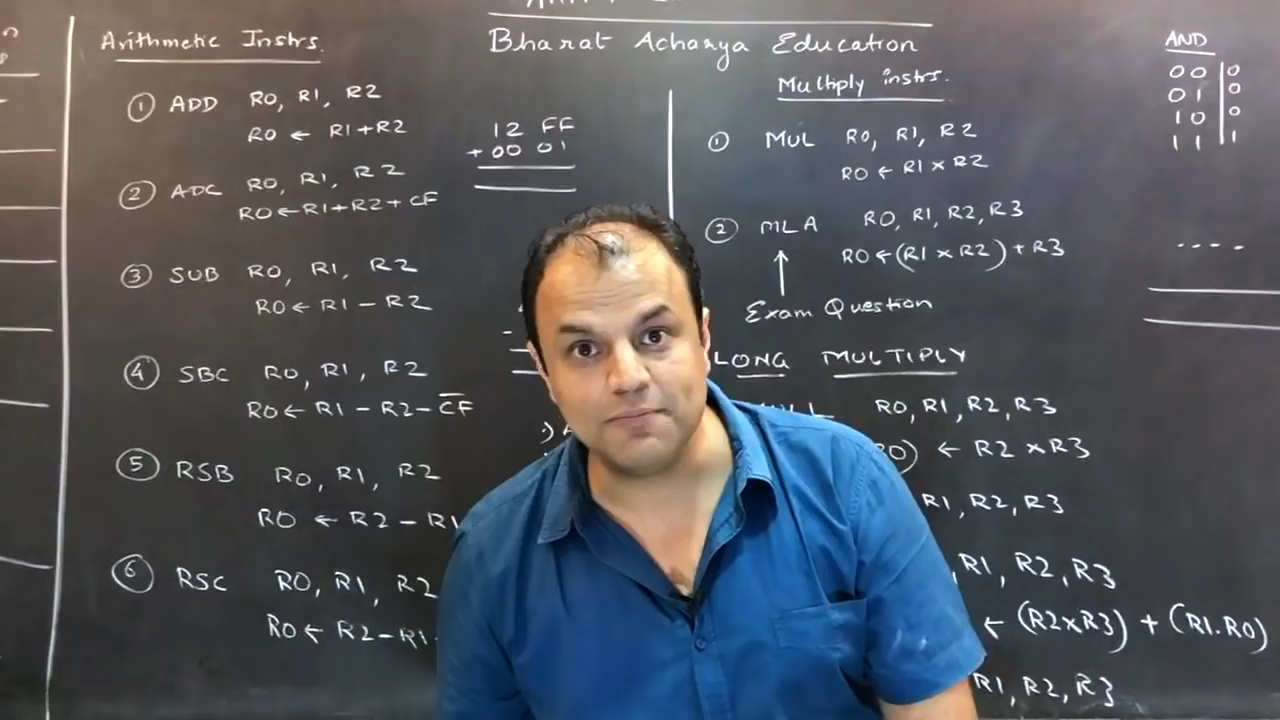 Bharat Acharya Education
Arithmetic Instrs.
① ADD R0, R1, R2
R0 ← R1+R2
② ADC R0, R1, R2
R0←R1+R2+CF
③ SUB R0, R1, R2
R0← R1 - R2
④ SBC R0, R1, R2
R0← R1 - R2 - C̅F̅
⑤ RSB R0, R1, R2
R0 ← R2 - R1
⑥ RSC R0, R1, R2
R0← R2-R1
12 FF
+ 00 01
Multiply instrs.
① MUL R0, R1, R2
R0 ← R1 x R2
② MLA R0, R1, R2, R3
R0 ←(R1 x R2) + R3
Exam Question
LONG MULTIPLY
R0, R1, R2, R3
R0) ← R2 x R3
R1, R2, R3
, R1, R2, R3
← (R2xR3) + (R1.R0)
R1, R2, R3
AND
0 0 | 0
0 1 | 0
1 0 | 0
1 1 | 1
....